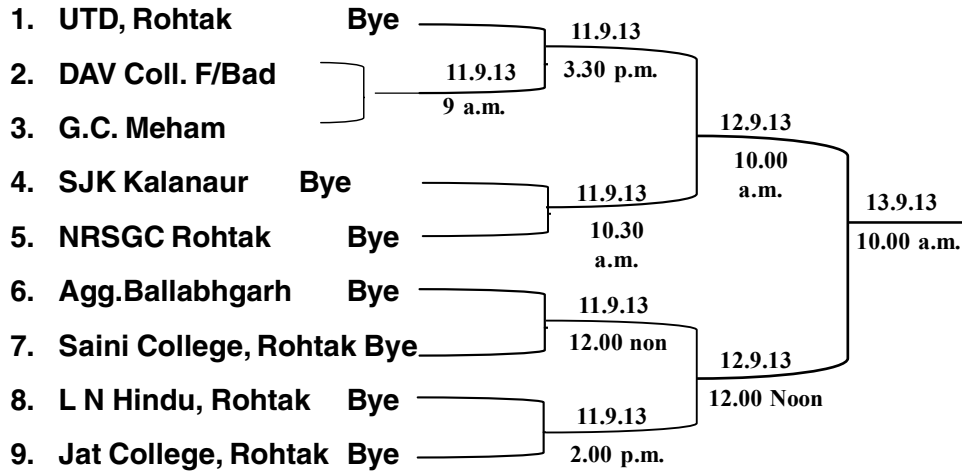 1. UTD, Rohtak Bye
2. DAV Coll. F/Bad
3. G.C. Meham
4. SJK Kalanaur Bye
5. NRSGC Rohtak Bye
6. Agg.Ballabhgarh Bye
7. Saini College, Rohtak Bye
8. L N Hindu, Rohtak Bye
9. Jat College, Rohtak Bye
11.9.13
9 a.m.
11.9.13
3.30 p.m.
11.9.13
10.30
a.m.
11.9.13
12.00 non
11.9.13
2.00 p.m.
12.9.13
10.00
a.m.
12.9.13
12.00 Noon
13.9.13
10.00 a.m.